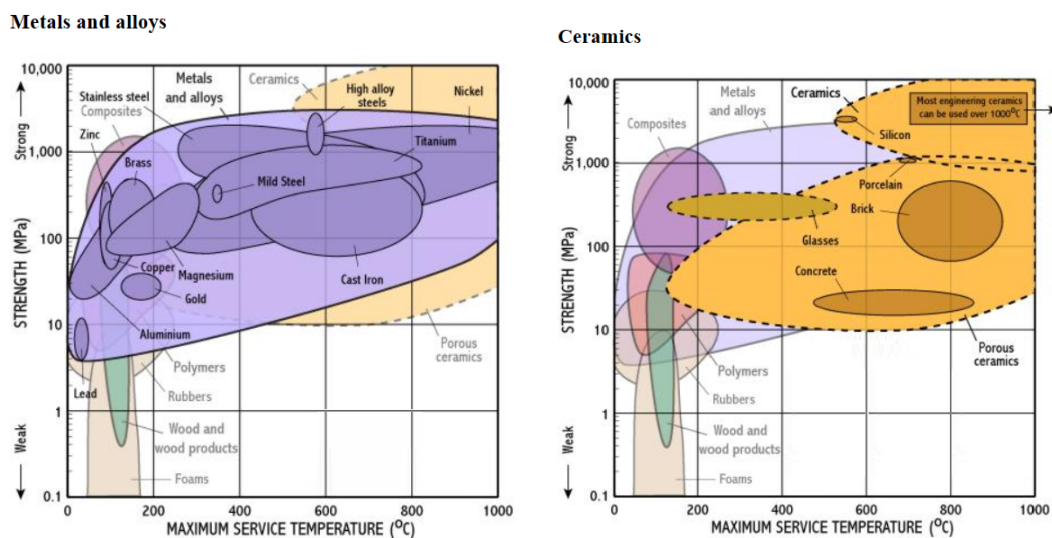 Metals and alloys
10,000
1,000
100
10
1
0.1
Strong
STRENGTH (MPa)
Weak
0
200
400
600
800
1000
MAXIMUM SERVICE TEMPERATURE (ºC)
Metals
and alloys
Ceramics
High alloy
steels
Nickel
Stainless steel
Composites
Zinc
Brass
Titanium
Mild Steel
Copper
Magnesium
Gold
Cast Iron
Aluminium
Lead
Polymers
Rubbers
Wood and
wood products
Foams
Porous
ceramics
Ceramics
10,000
1,000
100
10
1
0.1
Strong
STRENGTH (MPa)
Weak
0
200
400
600
800
1000
MAXIMUM SERVICE TEMPERATURE (ºC)
Metals
and alloys
Ceramics
Most engineering ceramics
can be used over 1000ºC
Composites
Silicon
Porcelain
Brick
Glasses
Concrete
Porous
ceramics
Polymers
Rubbers
Wood and
wood products
Foams